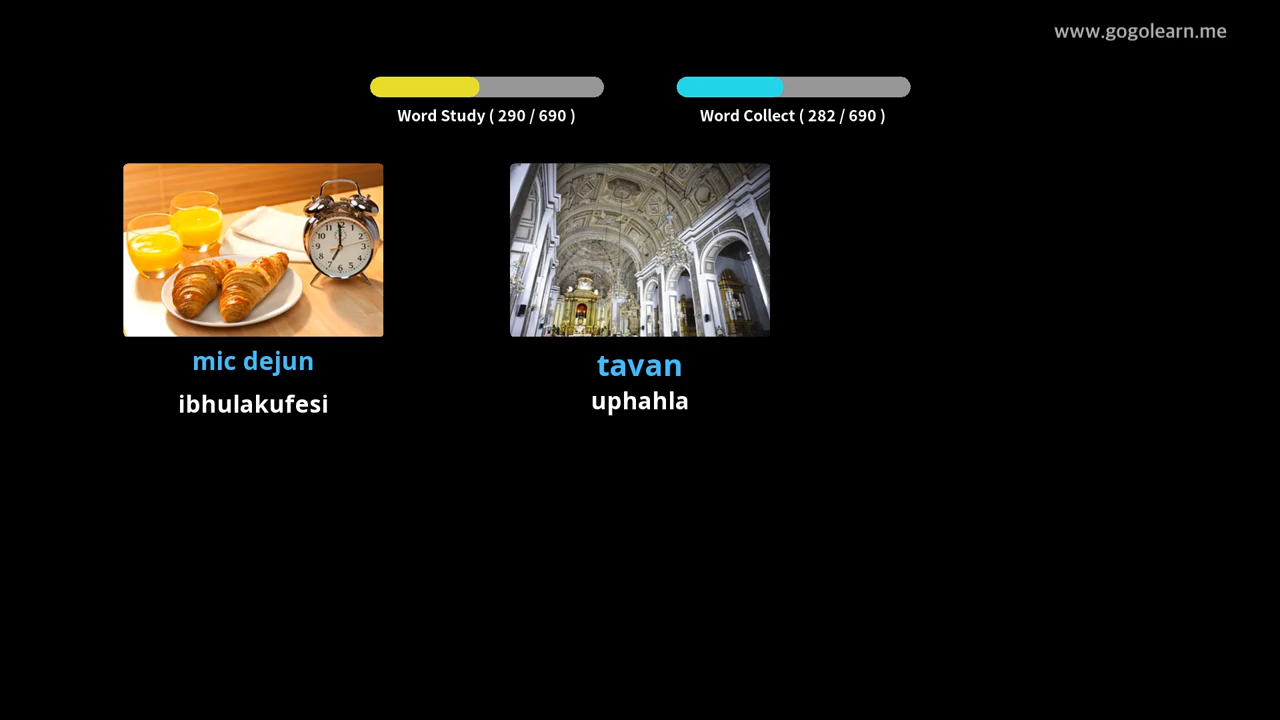 www.gogolearn.me
Word Study ( 290 / 690 )
Word Collect ( 282 / 690 )
mic dejun
ibhulakufesi
tavan
uphahla